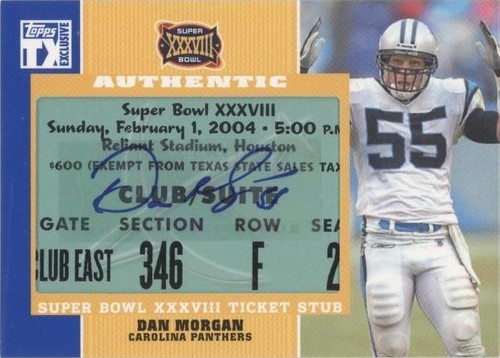 Topps
TX
EXCLUSIVE
SUPER
XXXVIII
BOWL
AUTHENTIC
Super Bowl XXXVIII
Sunday, February 1, 2004 • 5:00 P.M
Reliant Stadium, Houston
$600 (EXEMPT FROM TEXAS STATE SALES TAX
CLUB/SUITE
GATE SECTION ROW SEA
CLUB EAST 346 F 2
SUPER BOWL XXXVIII TICKET STUB
DAN MORGAN
CAROLINA PANTHERS
55